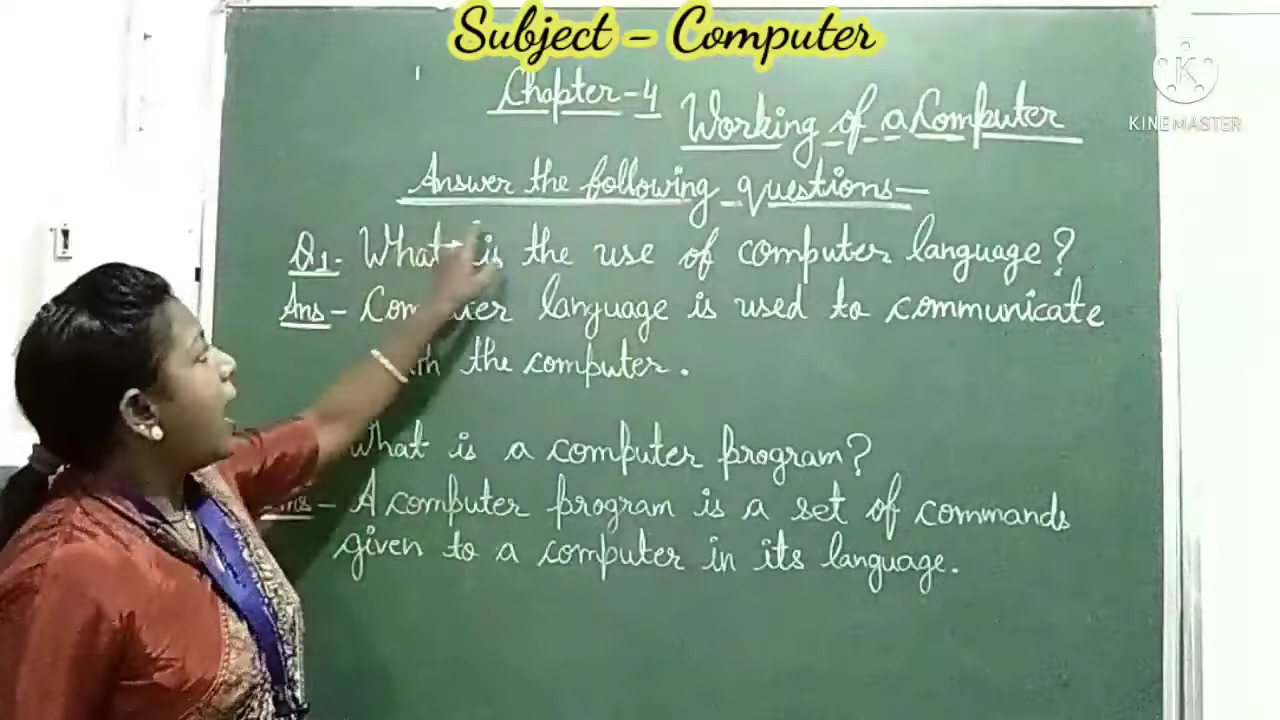 Subject - Computer
KINEMASTER
Chapter-4 Working of a Computer
Answer the following questions—
Q1- What is the use of computer language?
Ans- language is used to communicate
the computer.
What is a computer program?
- A computer program is a set of commands
given to a computer in its language.